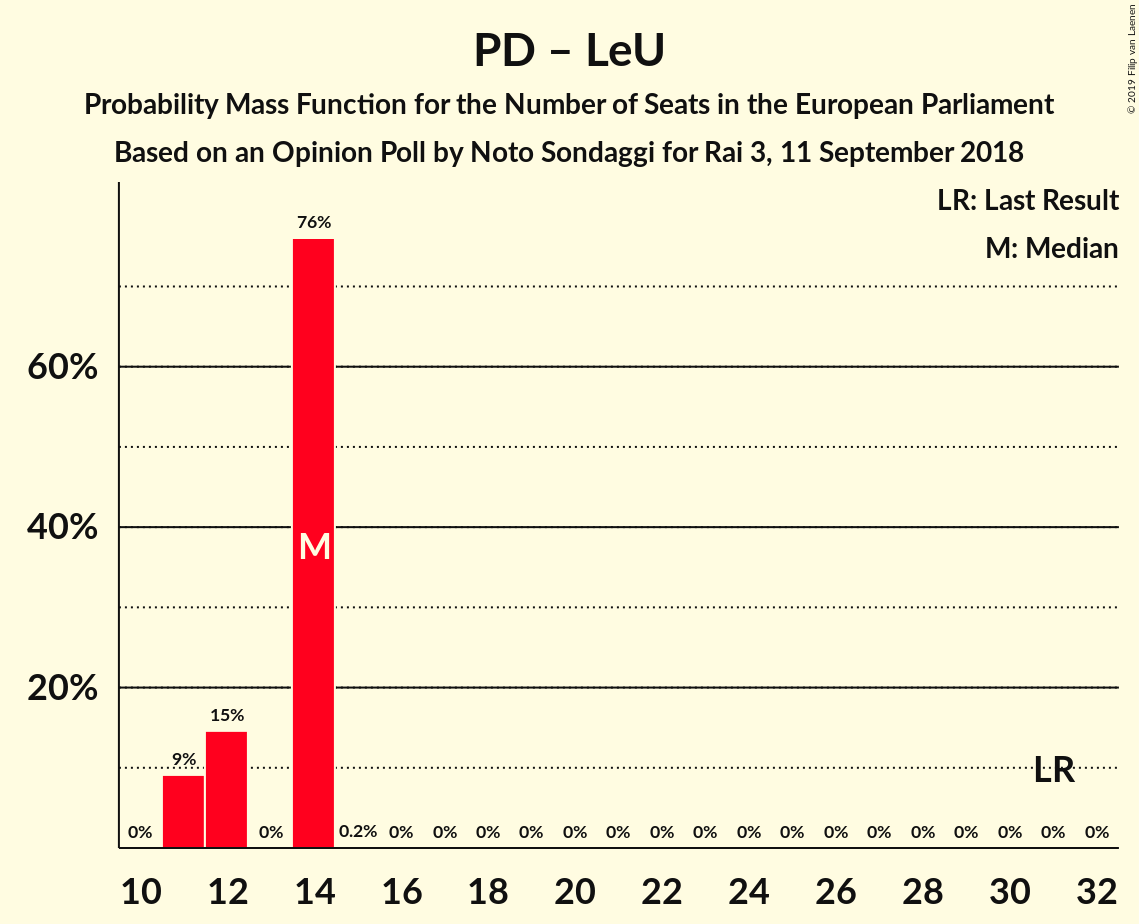 PD – LeU
Probability Mass Function for the Number of Seats in the European Parliament
Based on an Opinion Poll by Noto Sondaggi for Rai 3, 11 September 2018
© 2019 Filip van Laenen
LR: Last Result
M: Median
76%
60%
40%
M
20%
15%
9%
LR
0% 0% 0.2% 0% 0% 0% 0% 0% 0% 0% 0% 0% 0% 0% 0% 0% 0% 0% 0% 0%
10 12 14 16 18 20 22 24 26 28 30 32